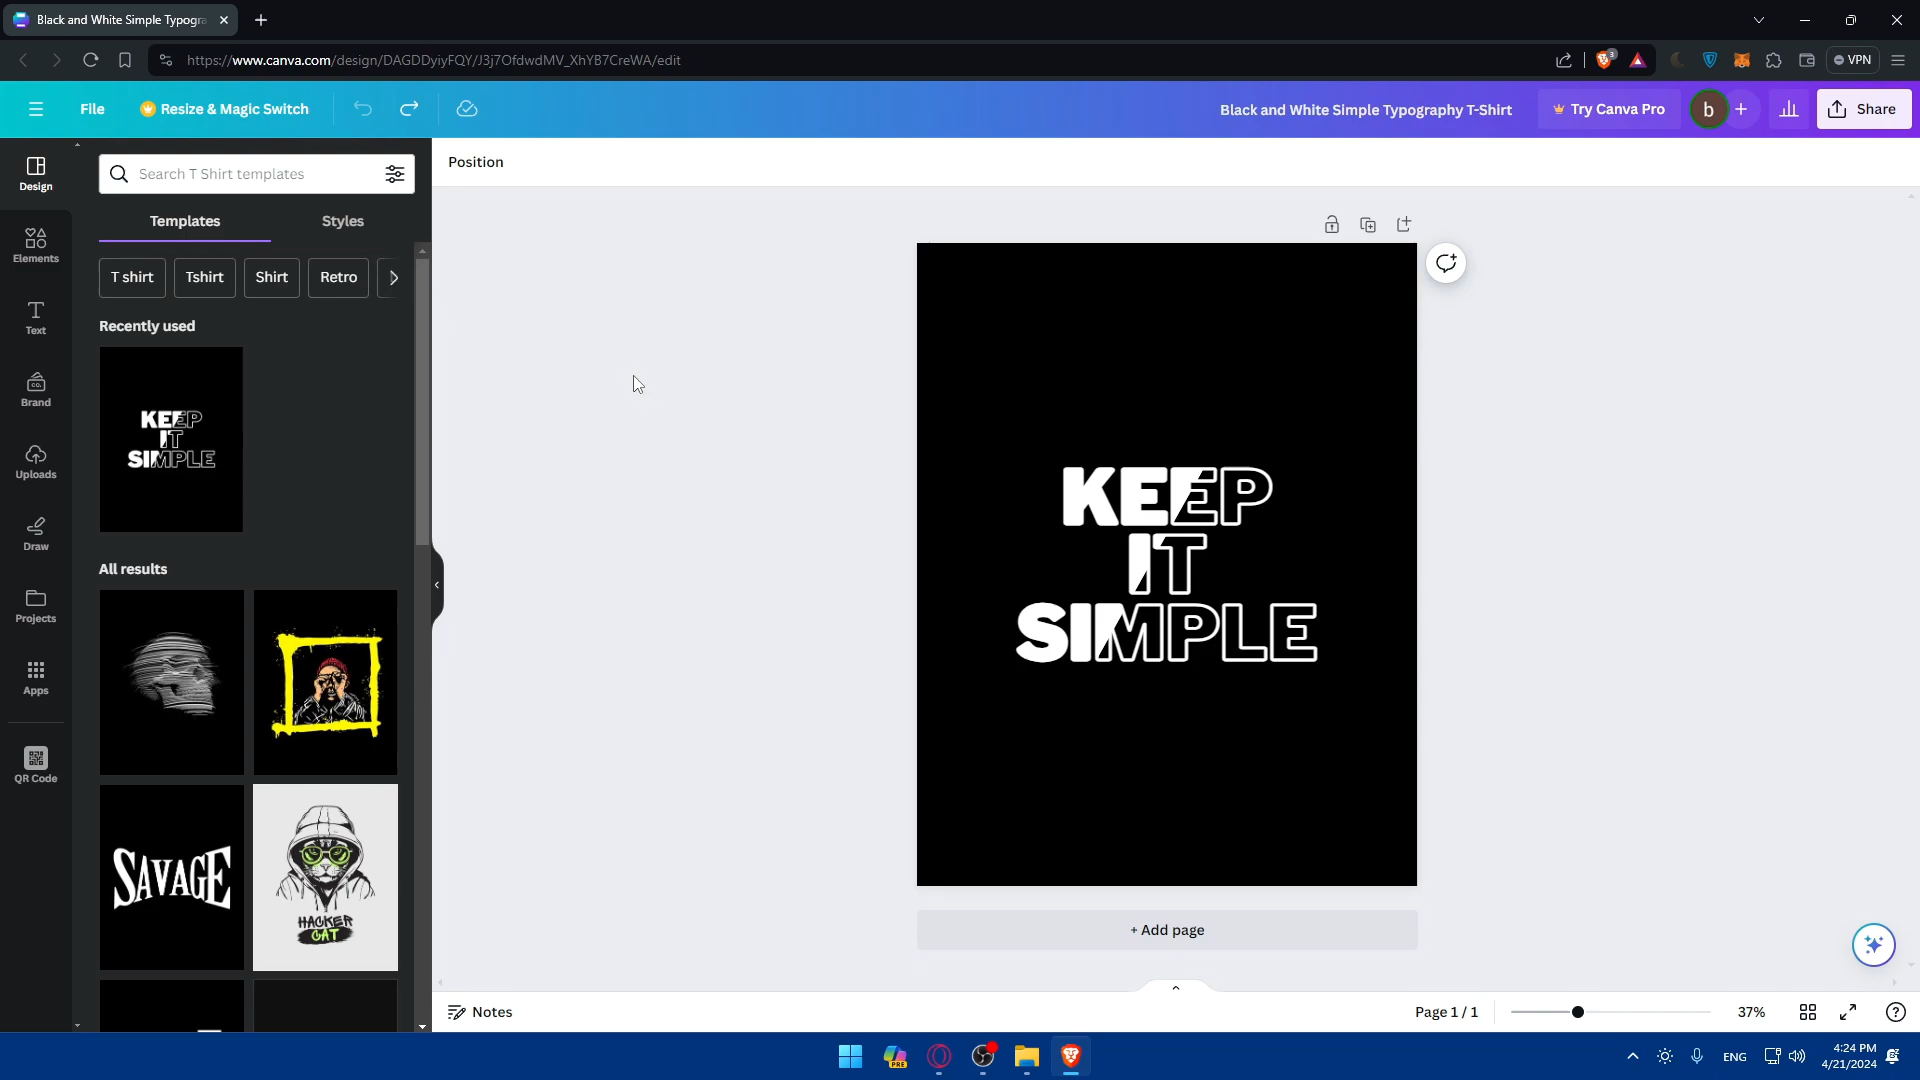 Black and White Simple Typogra
https://www.canva.com/design/DAGDDyiyFQY/J3j7OfdwdMV_XhYB7CreWA/edit
3
VPN
File
Resize & Magic Switch
Black and White Simple Typography T-Shirt
Try Canva Pro
b
Share
Design
Elements
Text
CO.
Brand
Uploads
Draw
Projects
Apps
QR Code
Search T Shirt templates
Templates
Styles
T shirt
Tshirt
Shirt
Retro
Recently used
KEEP
IT
SIMPLE
All results
SAVAGE
HACKER
CAT
Position
KEEP
IT
SIMPLE
+ Add page
Notes
Page 1 / 1
37%
PRE
ENG
4:24 PM
4/21/2024